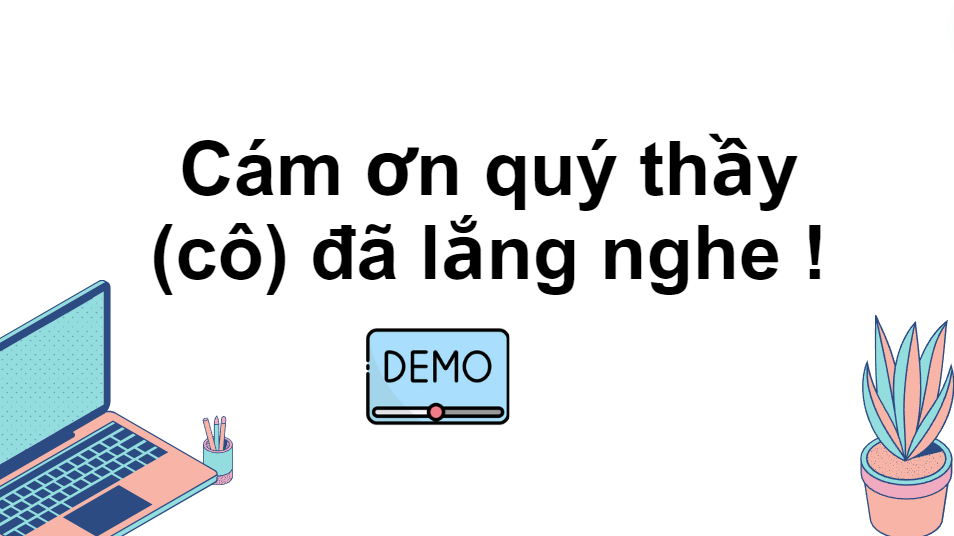 Cám ơn quý thầy
(cô) đã lắng nghe !
DEMO